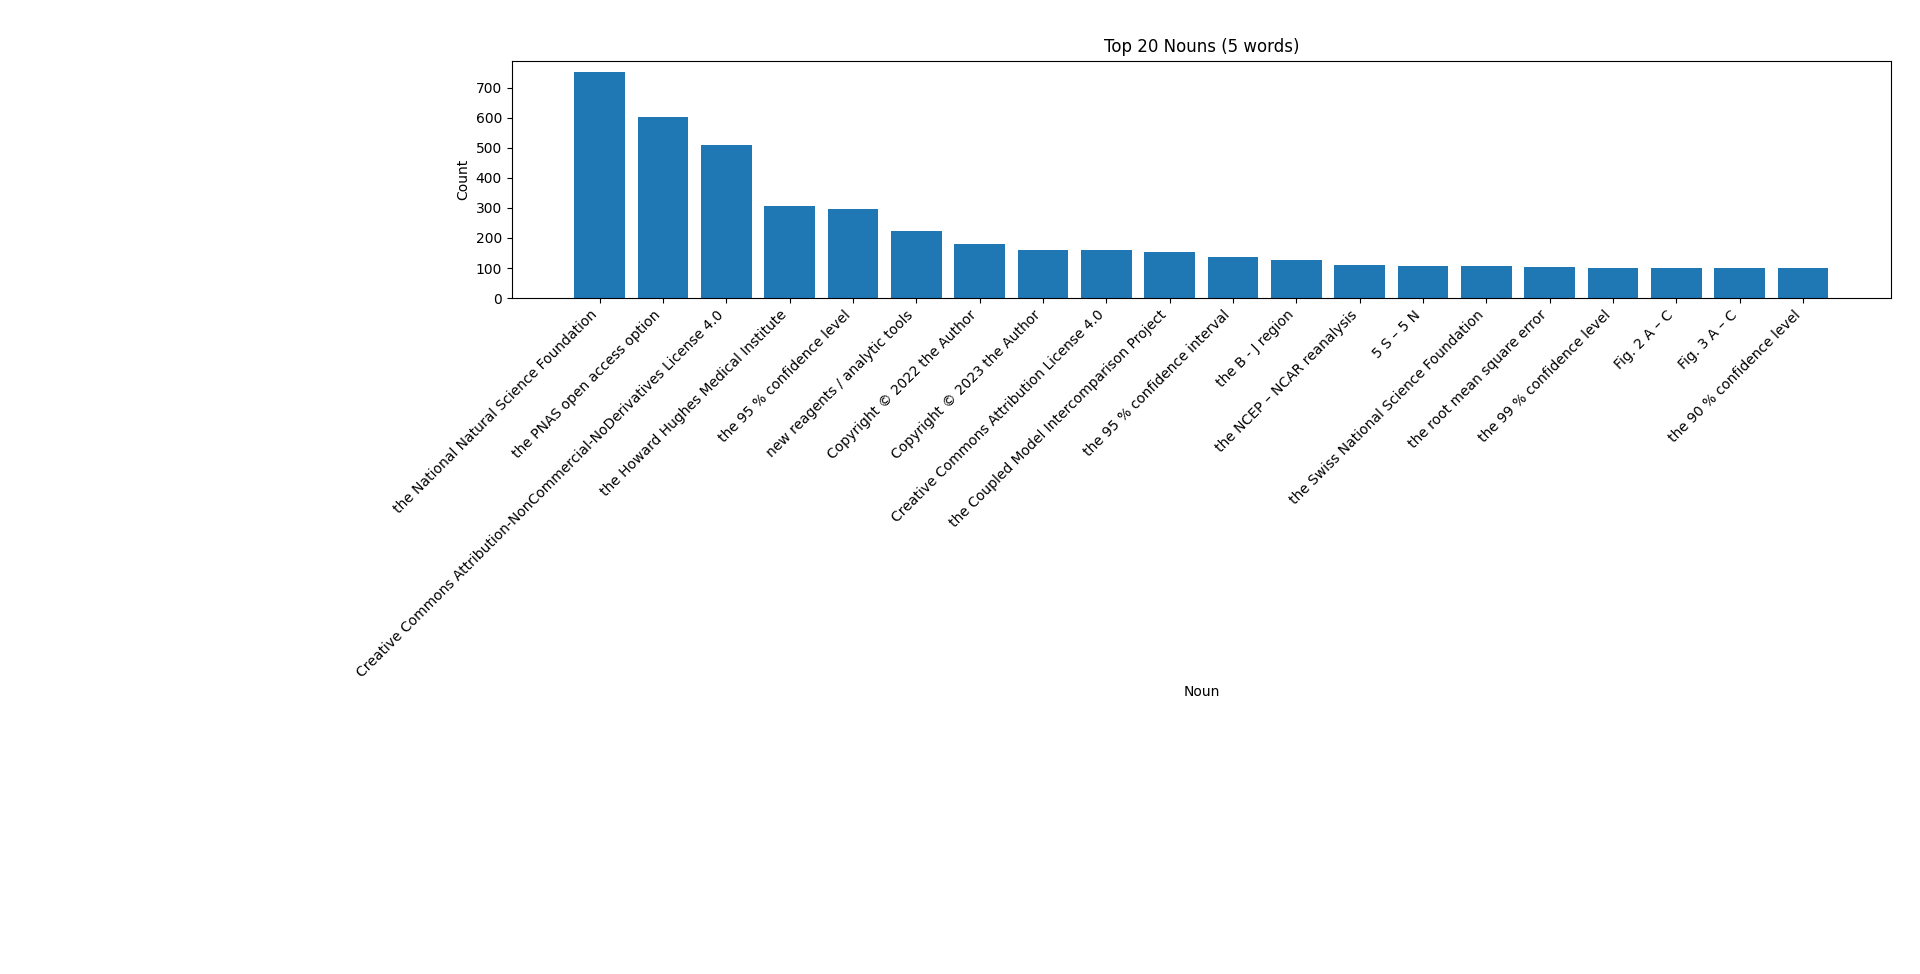 Top 20 Nouns (5 words)
Count
700
600
500
400
300
200
100
0
the National Natural Science Foundation
the PNAS open access option
Creative Commons Attribution-NonCommercial-NoDerivatives License 4.0
the Howard Hughes Medical Institute
the 95 % confidence level
new reagents / analytic tools
Copyright © 2022 the Author
Copyright © 2023 the Author
Creative Commons Attribution License 4.0
the Coupled Model Intercomparison Project
the 95 % confidence interval
the B - J region
the NCEP – NCAR reanalysis
5 S – 5 N
the Swiss National Science Foundation
the root mean square error
the 99 % confidence level
Fig. 2 A – C
Fig. 3 A – C
the 90 % confidence level
Noun